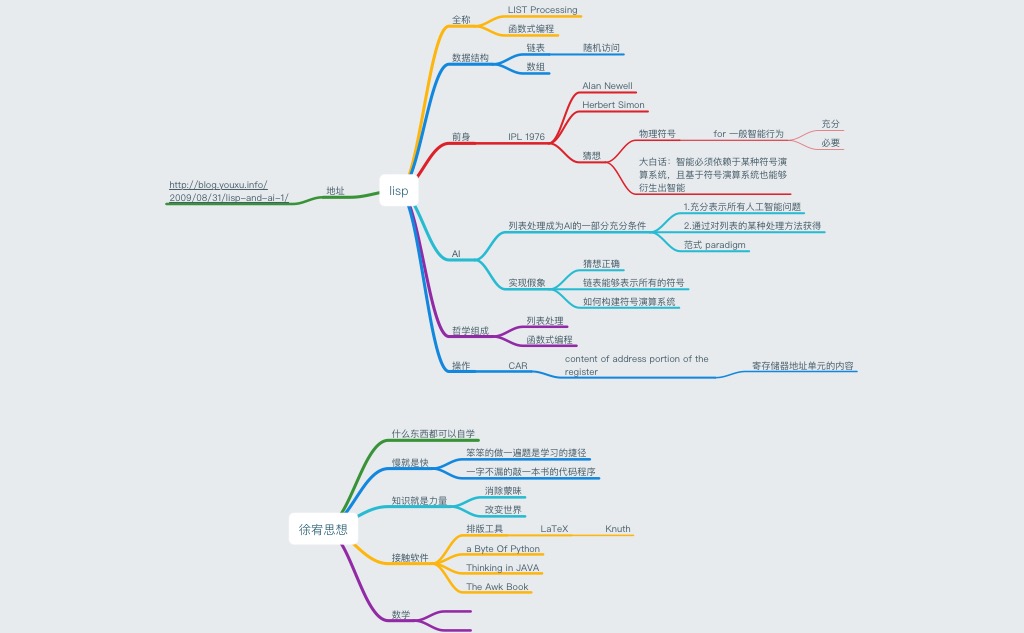 全称
LIST Processing
函数式编程
数据结构
链表
随机访问
数组
前身
IPL 1976
Alan Newell
Herbert Simon
猜想
物理符号
for 一般智能行为
充分
必要
大白话：智能必须依赖于某种符号演
算系统，且基于符号演算系统也能够
衍生出智能
http://blog.youxu.info/
2009/08/31/lisp-and-ai-1/
地址
lisp
AI
列表处理成为AI的一部分充分条件
1.充分表示所有人工智能问题
2.通过对列表的某种处理方法获得
范式 paradigm
实现假象
猜想正确
链表能够表示所有的符号
如何构建符号演算系统
哲学组成
列表处理
函数式编程
操作
CAR
content of address portion of the
register
寄存储器地址单元的内容
徐宥思想
什么东西都可以自学
慢就是快
笨笨的做一遍题是学习的捷径
一字不漏的敲一本书的代码程序
知识就是力量
消除蒙昧
改变世界
接触软件
排版工具
LaTeX
Knuth
a Byte Of Python
Thinking in JAVA
The Awk Book
数学